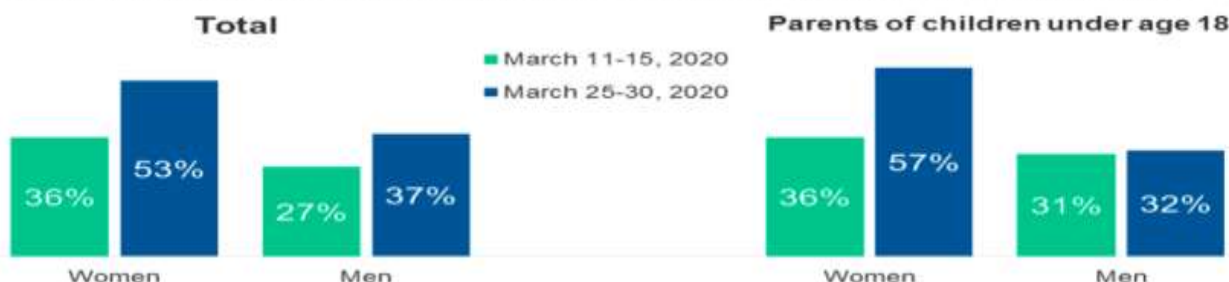 Total
Parents of children under age 18
March 11-15, 2020
March 25-30, 2020
36%
53%
27%
37%
36%
57%
31%
32%
Women
Men
Women
Men